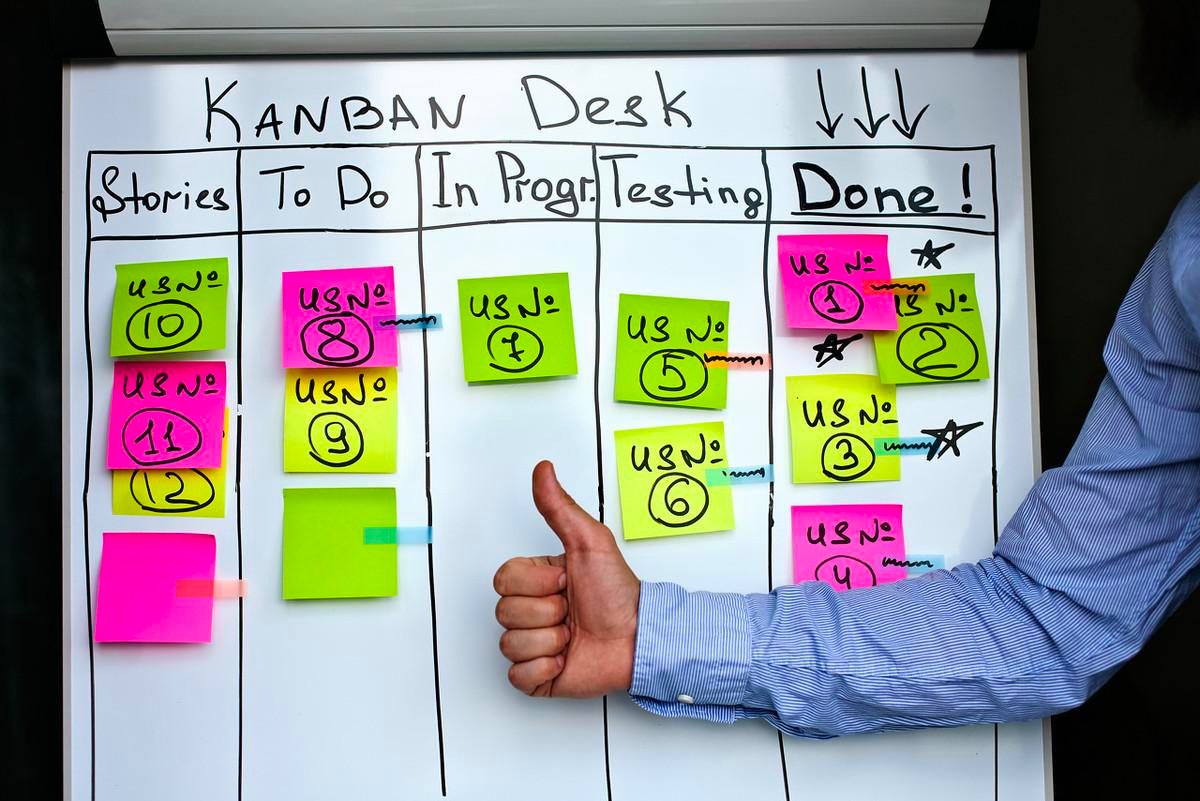 KANBAN Desk
Stories
To Do
In Progr.
Testing
Done!
US Nº
10
US Nº
11
12
US Nº
8
US Nº
9
US Nº
7
US Nº
5
US Nº
6
US Nº
1
US Nº
2
US Nº
3
US Nº
4